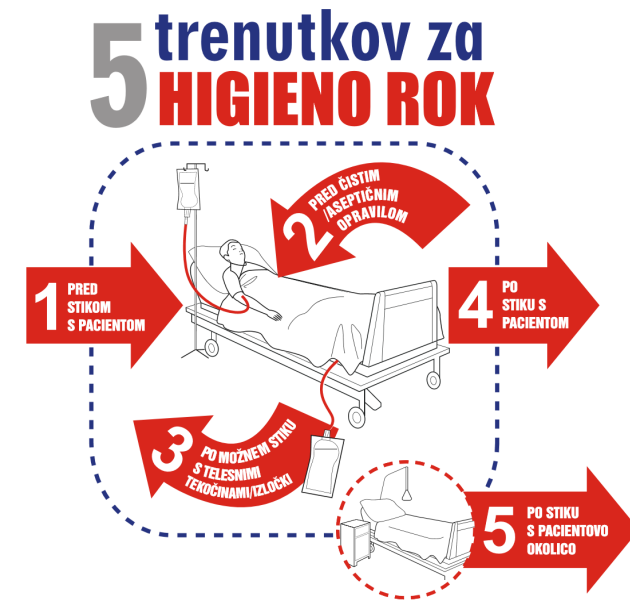 5 trenutkov za
HIGIENO ROK
1 PRED
STIKOM
S PACIENTOM
2 PRED ČISTIM
/ASEPTIČNIM
OPRAVILOM
3 PO MOŽNEM STIKU
S TELESNIMI
TEKOČINAMI/IZLOČKI
4 PO
STIKU S
PACIENTOM
5 PO STIKU
S PACIENTOVO
OKOLICO